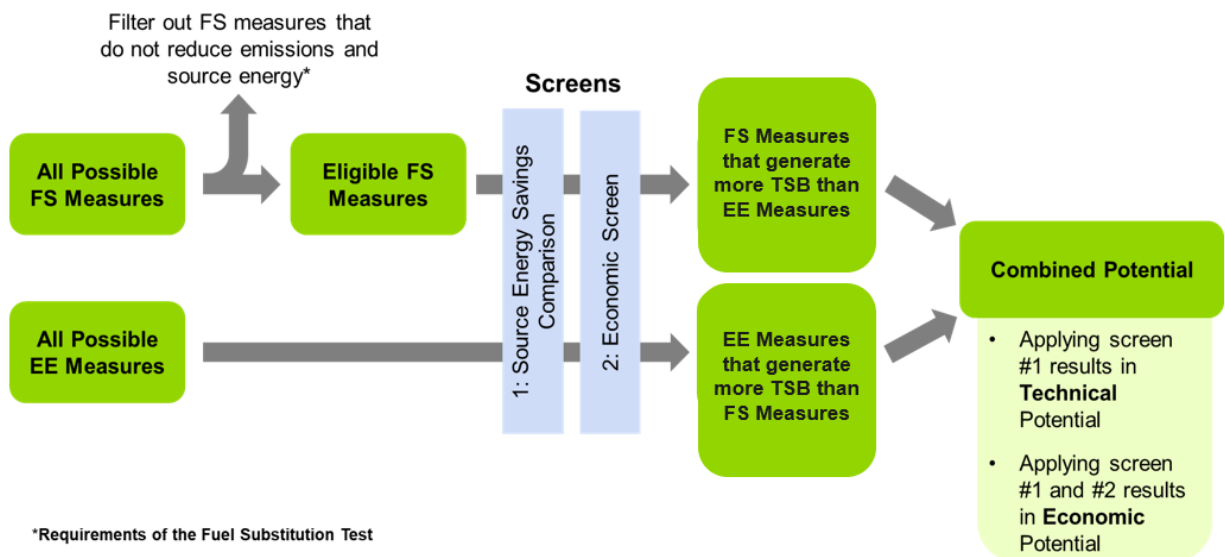 Filter out FS measures that
do not reduce emissions and
source energy*
Screens
All Possible
FS Measures
Eligible FS
Measures
1: Source Energy Savings
Comparison
2: Economic Screen
FS Measures
that generate
more TSB than
EE Measures
All Possible
EE Measures
EE Measures
that generate
more TSB than
FS Measures
Combined Potential
• Applying screen
#1 results in
Technical
Potential
• Applying screen
#1 and #2 results
in Economic
Potential
*Requirements of the Fuel Substitution Test